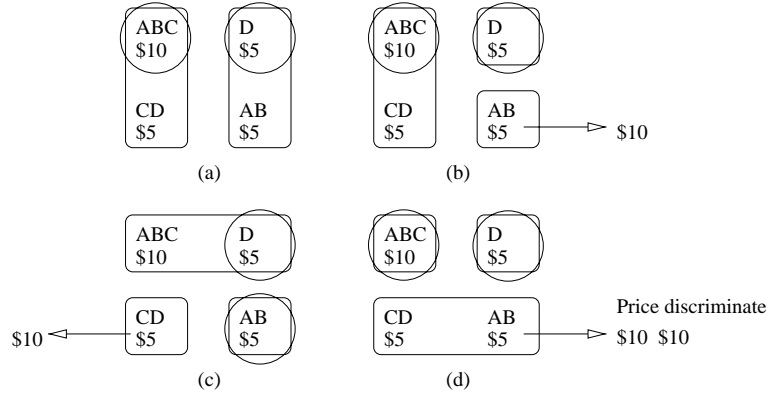 ABC
$10
D
$5
CD
$5
AB
$5
(a)
ABC
$10
D
$5
CD
$5
AB
$5
$10
(b)
ABC
$10
D
$5
CD
$5
AB
$5
$10
(c)
ABC
$10
D
$5
CD
$5
AB
$5
Price discriminate
$10 $10
(d)